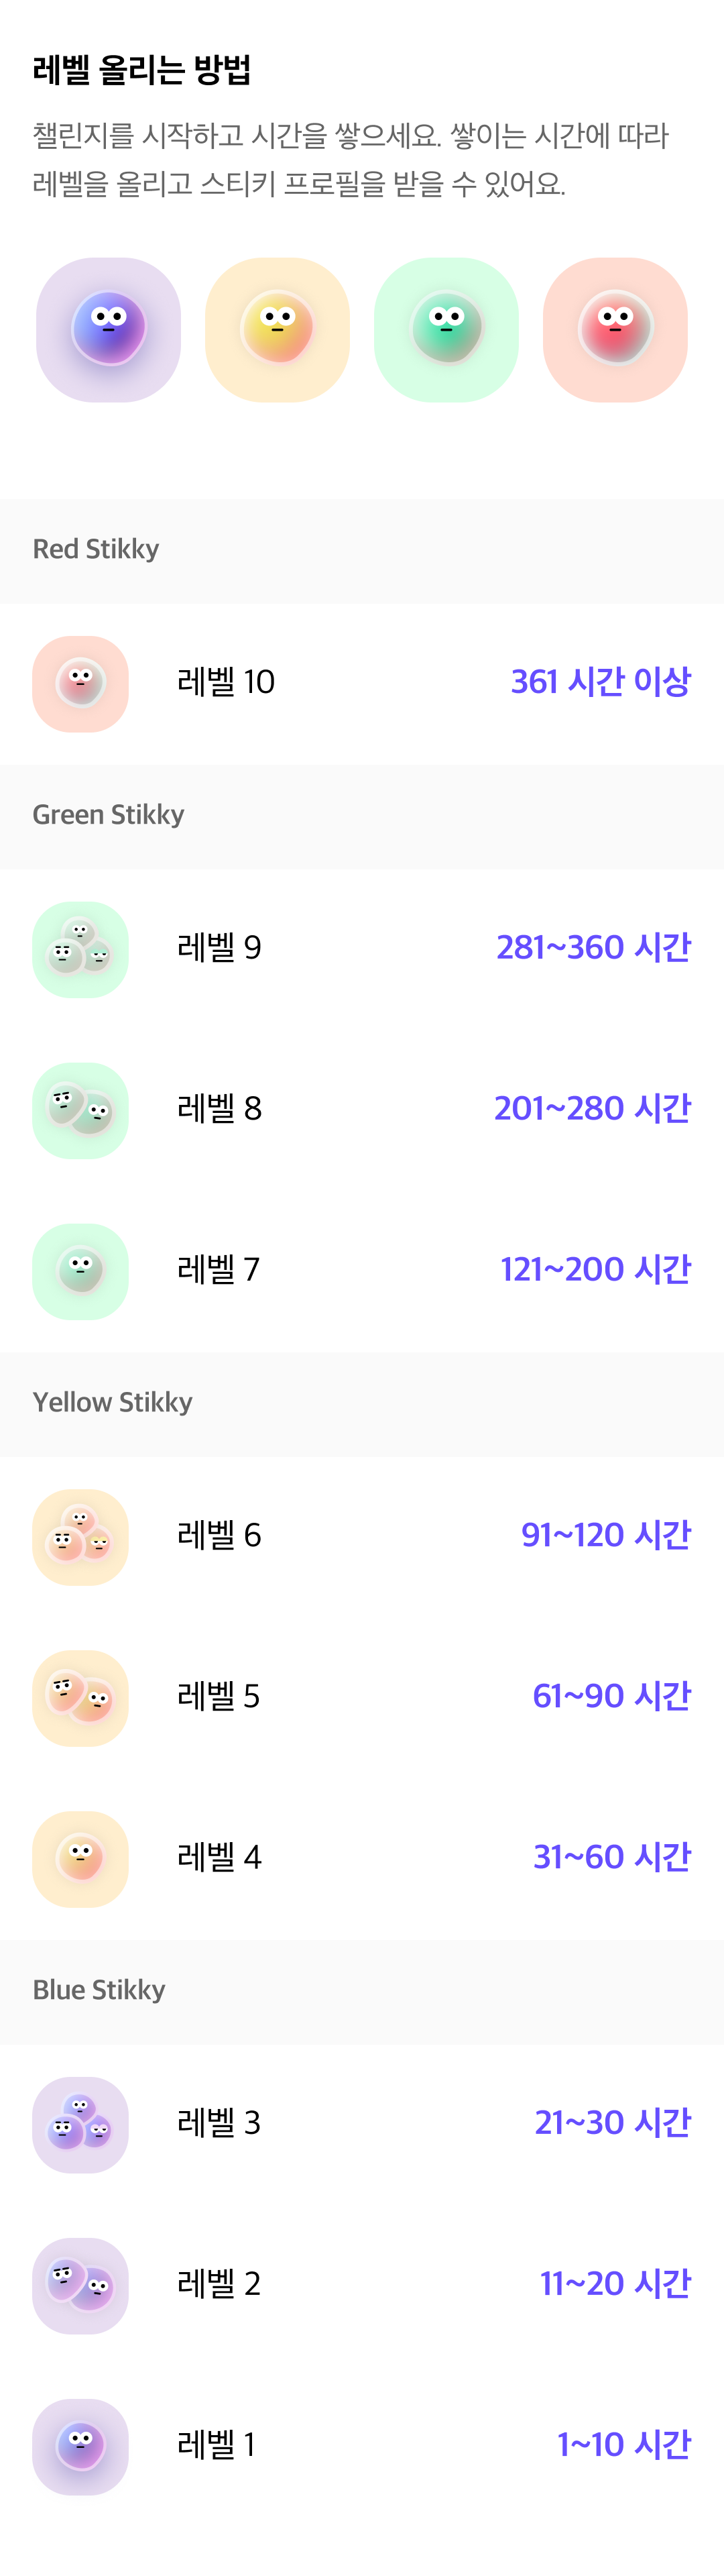 레벨 올리는 방법
챌린지를 시작하고 시간을 쌓으세요. 쌓이는 시간에 따라
레벨을 올리고 스티키 프로필을 받을 수 있어요.
Red Stikky
레벨 10 361 시간 이상
Green Stikky
레벨 9 281~360 시간
레벨 8 201~280 시간
레벨 7 121~200 시간
Yellow Stikky
레벨 6 91~120 시간
레벨 5 61~90 시간
레벨 4 31~60 시간
Blue Stikky
레벨 3 21~30 시간
레벨 2 11~20 시간
레벨 1 1~10 시간